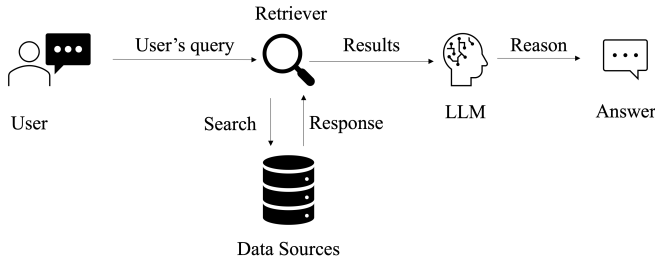 Retriever
User’s query
Results
Reason
User
Search
Response
LLM
Answer
Data Sources